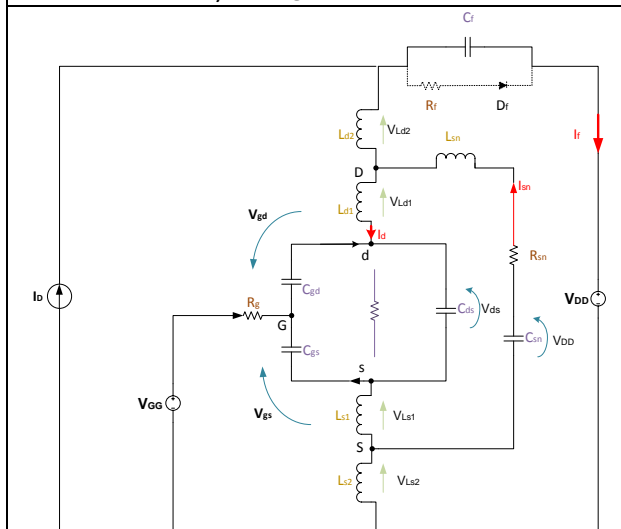 Cf
Rf
Df
Ld2
VLd2
Lsn
If
D
Ld1
VLd1
Isn
Vgd
Id
d
Rsn
ID
Cgd
Rg
G
Cds
Vds
VDD
Csn
VDD
Cgs
s
VGG
Vgs
Ls1
VLs1
S
Ls2
VLs2